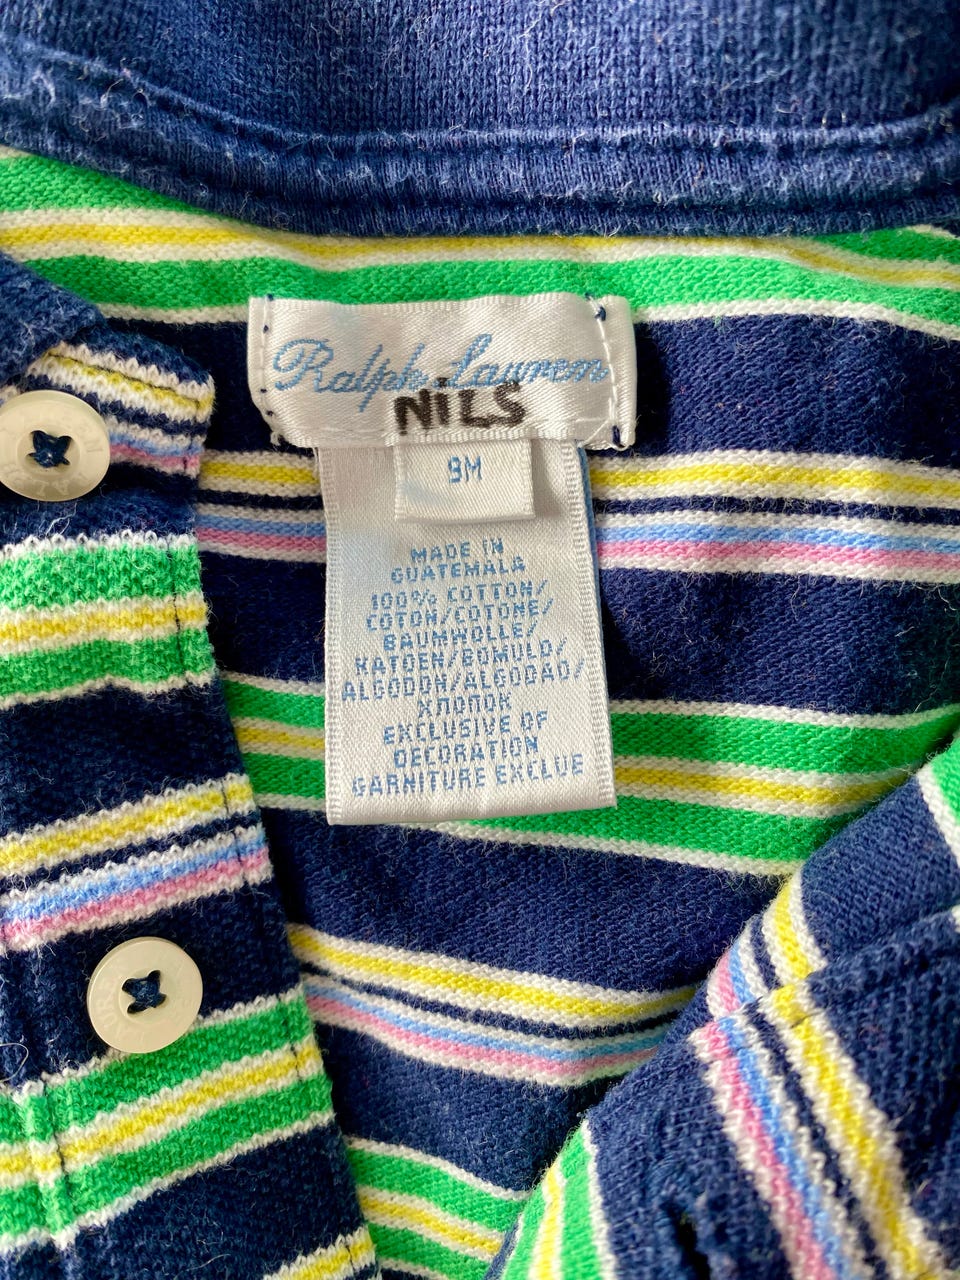 Ralph Lauren
NiLS
9M
MADE IN
GUATEMALA
100% COTTON/
COTON/COTONE/
BAUMWOLLE/
KATOEN/BOMULD/
ALGODON/ALGODAO/
ХЛОПОК
EXCLUSIVE OF
DECORATION
GARNITURE EXCLUE